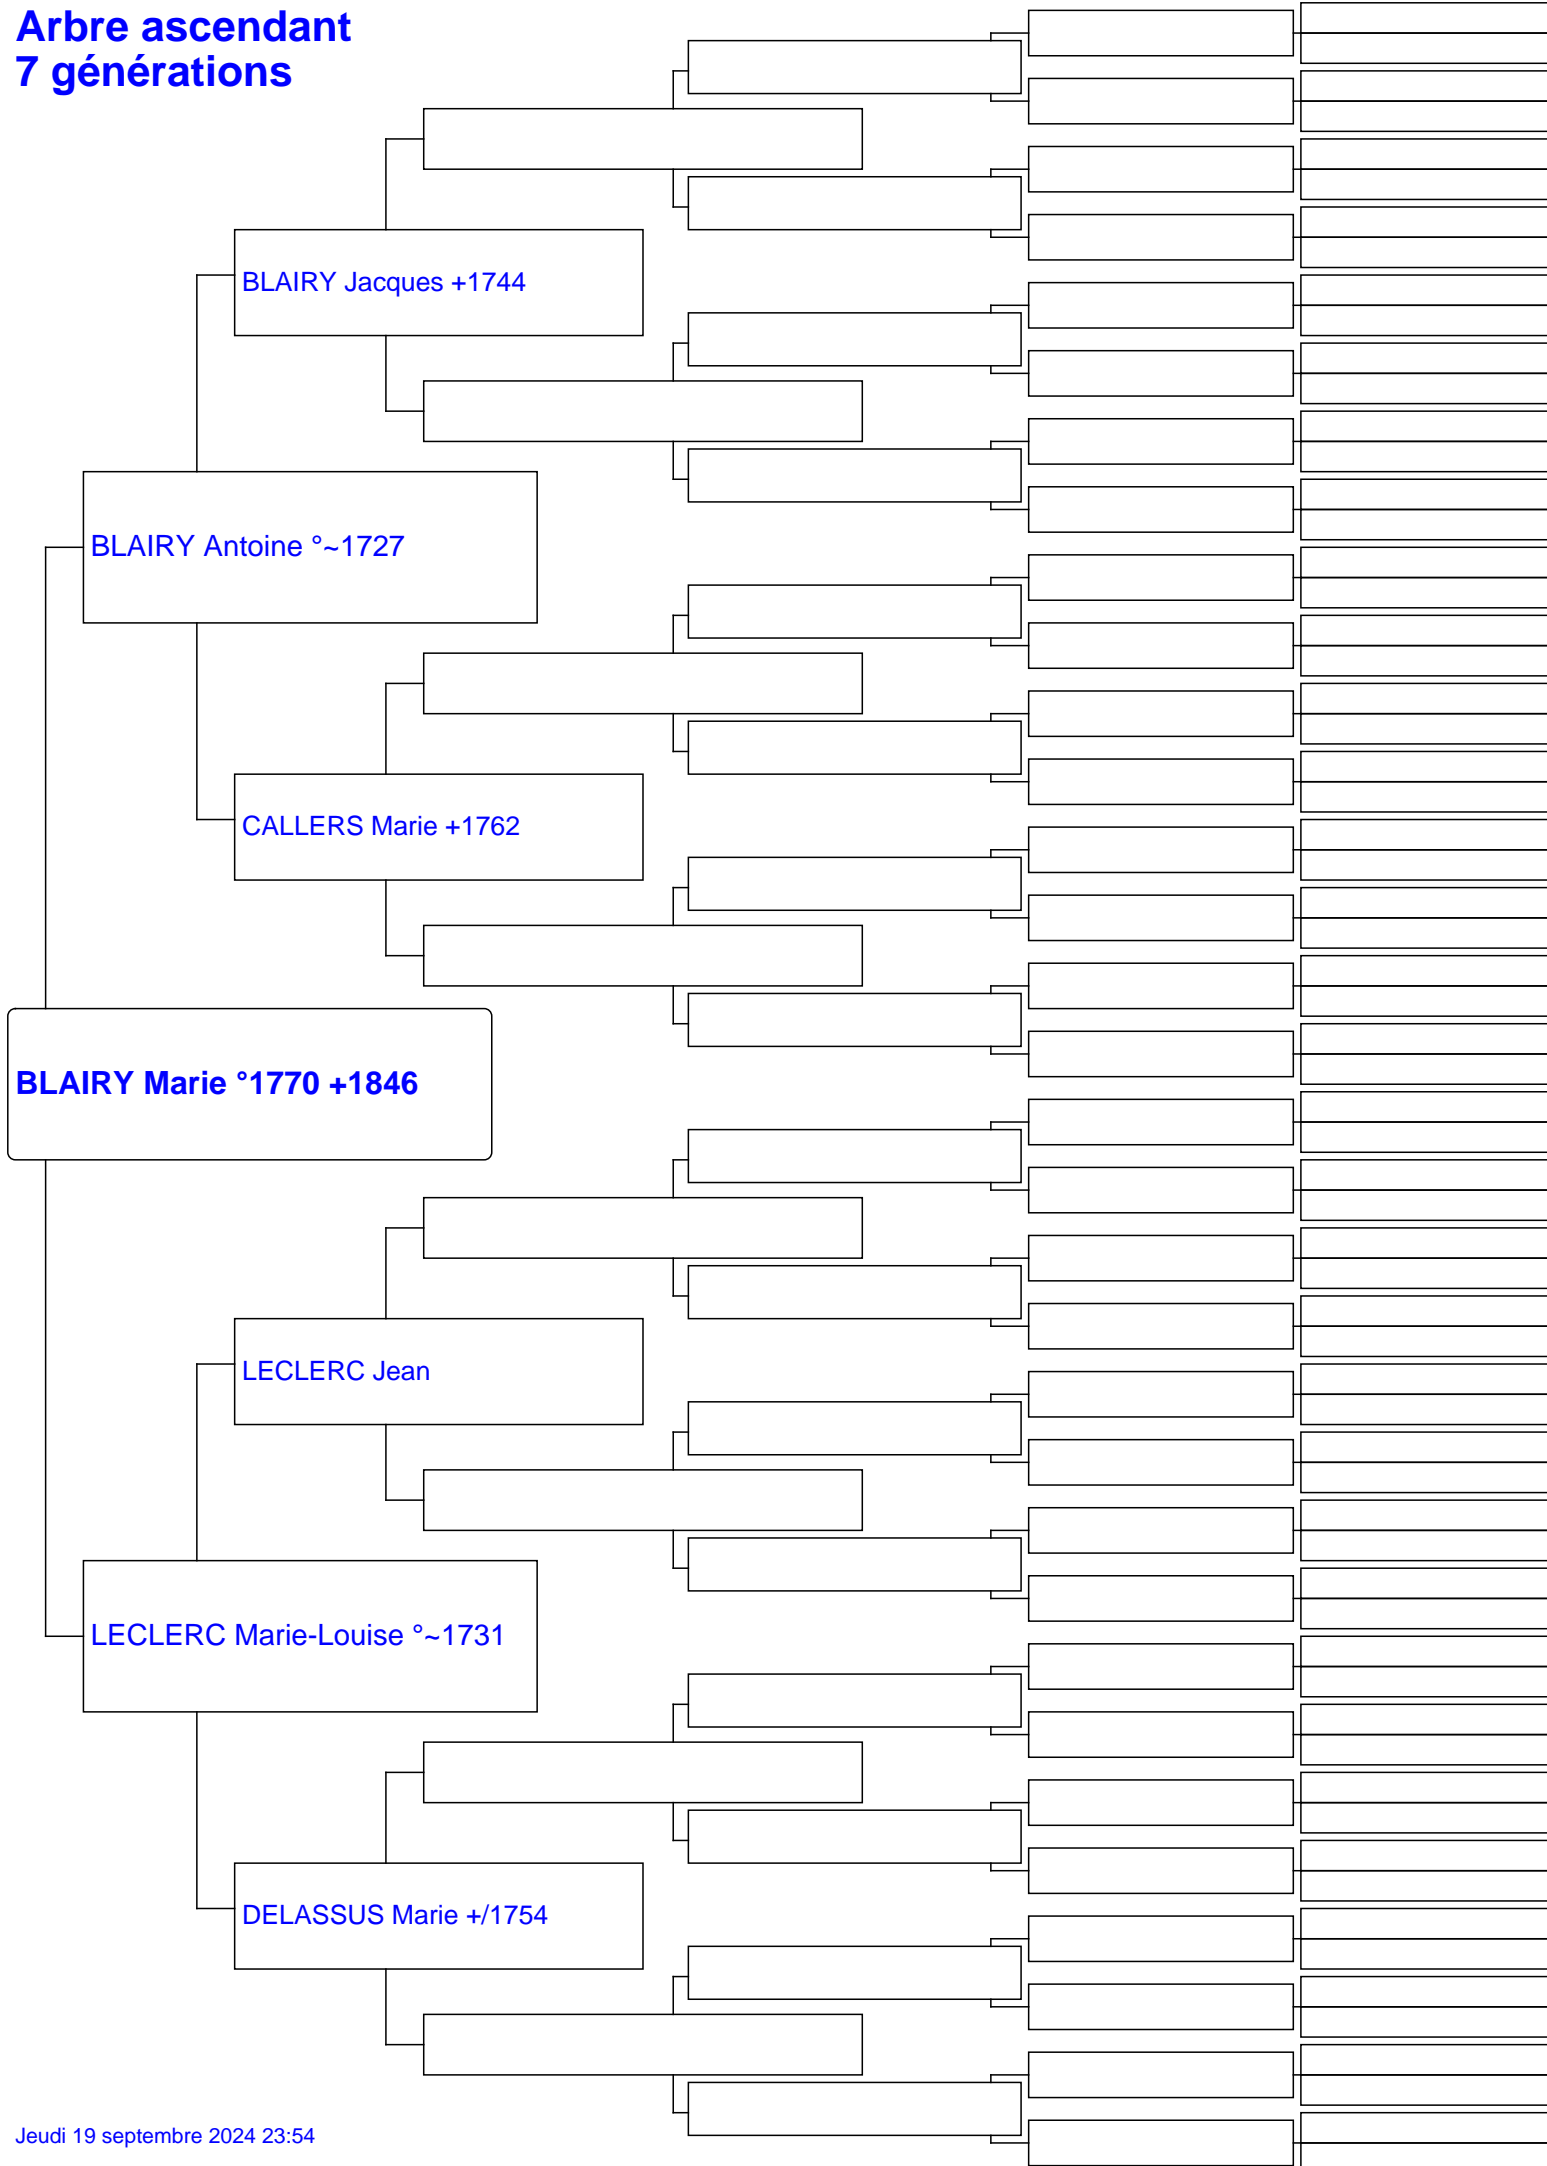 Arbre ascendant
7 générations
BLAIRY Jacques +1744
BLAIRY Antoine °~1727
CALLERS Marie +1762
BLAIRY Marie °1770 +1846
LECLERC Jean
LECLERC Marie-Louise °~1731
DELASSUS Marie +/1754
Jeudi 19 septembre 2024 23:54